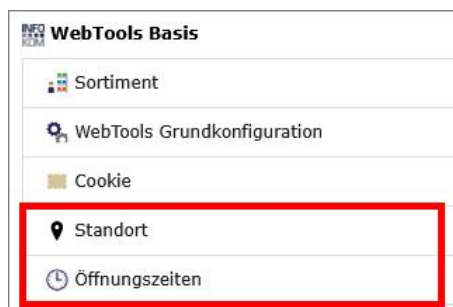 INFO
KOM
WebTools Basis
Sortiment
WebTools Grundkonfiguration
Cookie
Standort
Öffnungszeiten